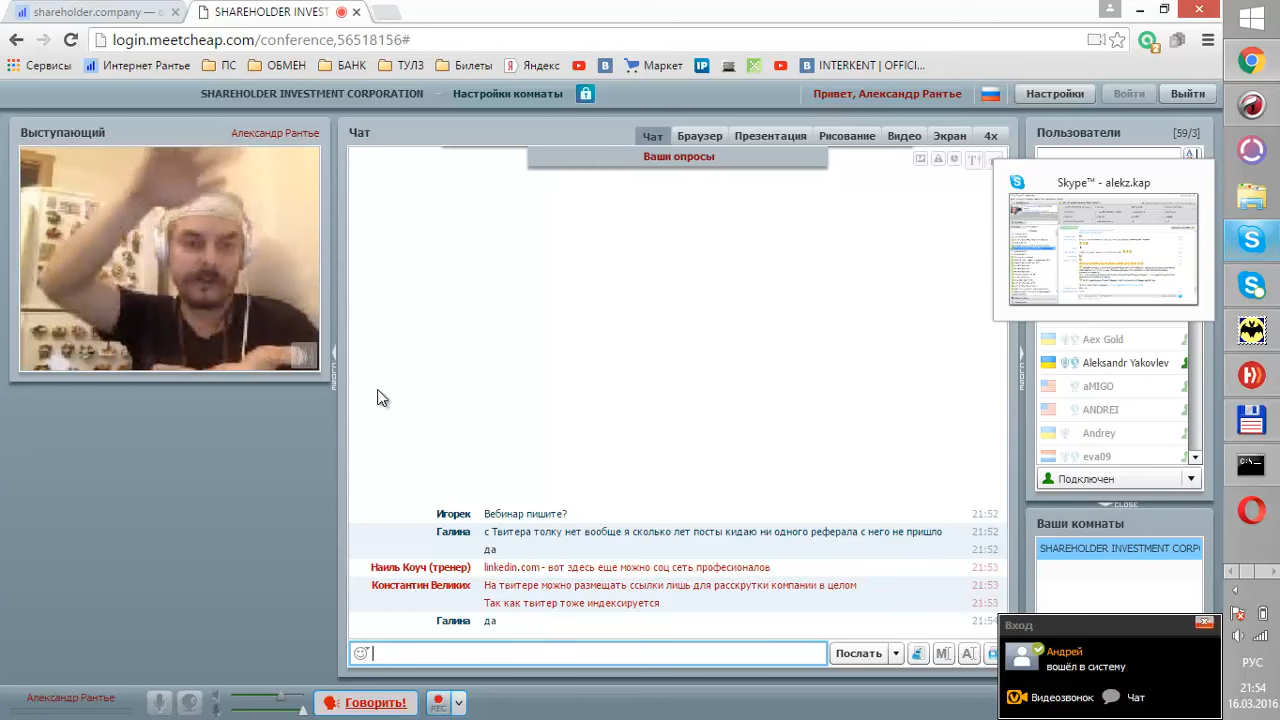 shareholder.company —
SHAREHOLDER INVEST
login.meetcheap.com/conference,56518156#
Сервисы
Интернет Рантье
ПС
ОБМЕН
БАНК
ТУЛЗ
Билеты
Яндекс
Маркет
INTERKENT | OFFICI...
SHAREHOLDER INVESTMENT CORPORATION
Настройки комнаты
Привет, Александр Рантье
Настройки
Войти
Выйти
Выступающий
Александр Рантье
Чат
Чат
Браузер
Презентация
Рисование
Видео
Экран
4x
Ваши опросы
Пользователи
[59/3]
Skype™ - alekz.kap
Aex Gold
Aleksandr Yakovlev
aMIGO
ANDREI
Andrey
eva09
Подключен
CLOSE
Ваши комнаты
SHAREHOLDER INVESTMENT CORP
Игорек Вебинар пишите? 21:52
Галина с Твитера толку нет вообще я сколько лет посты кидаю ни одного реферала с него не пришло 21:52
да 21:52
Наиль Коуч (тренер) linkedin.com - вот здесь еще можно соц сеть професионалов 21:53
Константин Великих На твиторе можно размещать ссылки лишь для расскрутки компании в целом 21:53
Так как твитер тоже индексируется 21:53
Галина да 21:54
Послать
Александр Рантье
Говорить!
REC
Вход
Андрей
вошёл в систему
Видеозвонок
Чат
РУС
21:54
16.03.2016